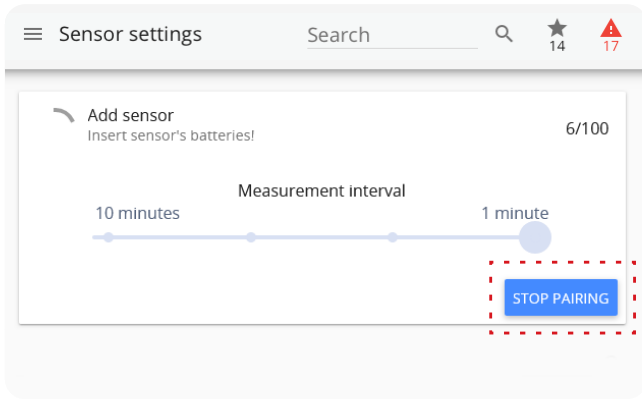 Sensor settings
Search
14
17
Add sensor
Insert sensor's batteries!
6/100
Measurement interval
10 minutes
1 minute
STOP PAIRING